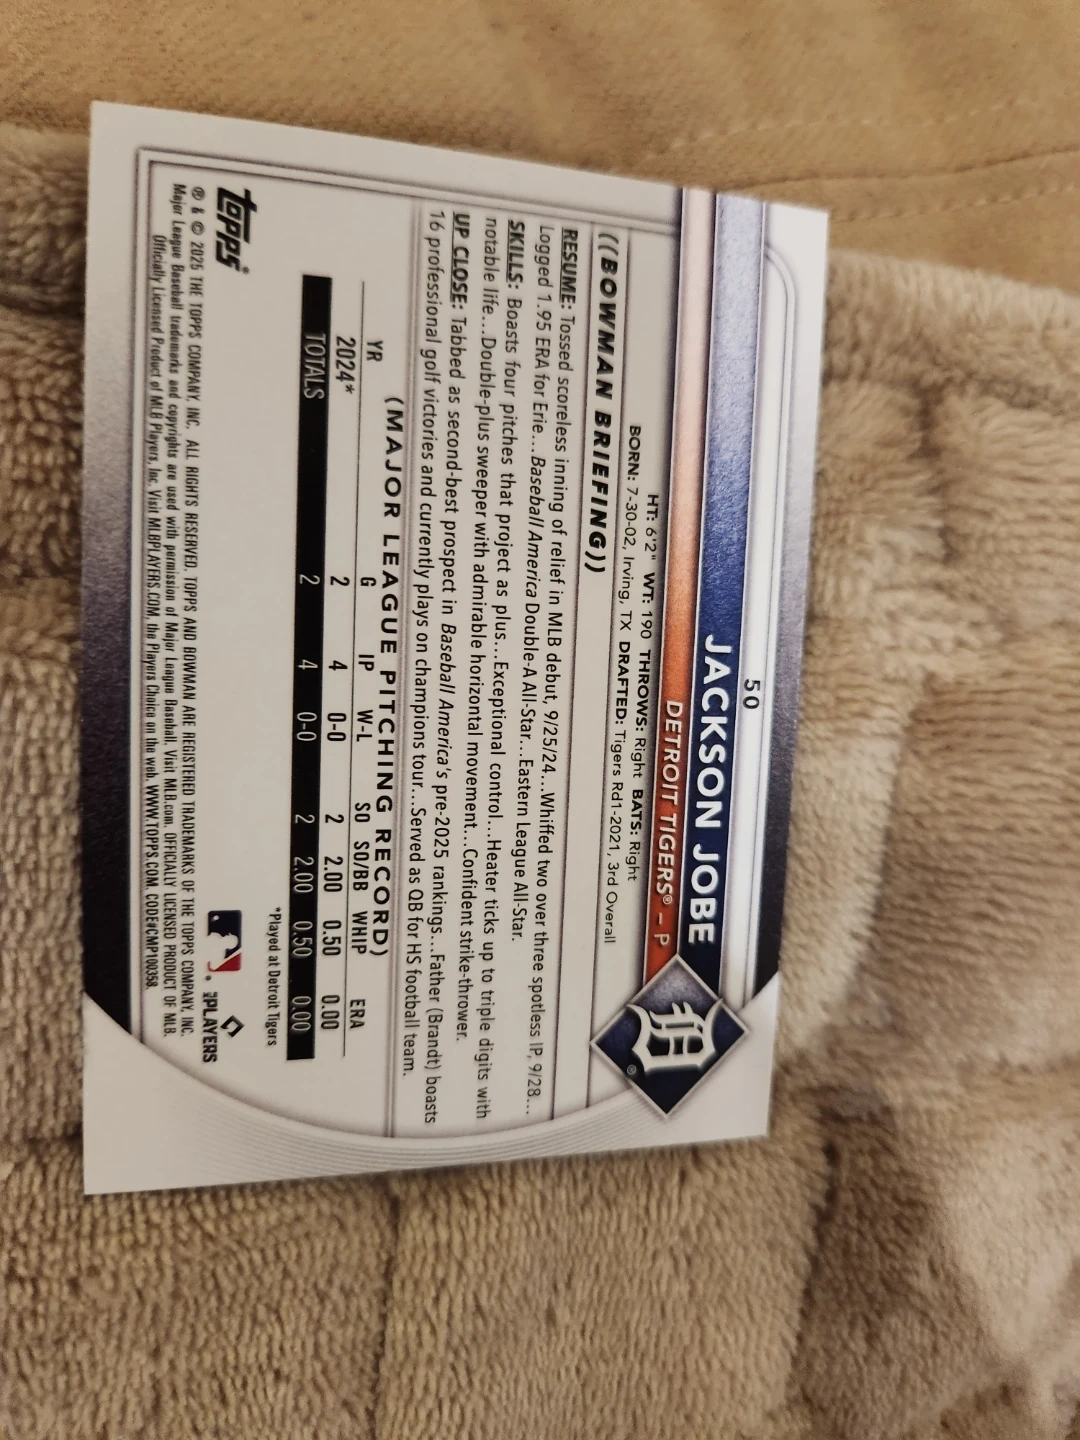 50
JACKSON JOBE
DETROIT TIGERS® – P
HT: 6'2" WT: 190 THROWS: Right BATS: Right
BORN: 7-30-02, Irving, TX DRAFTED: Tigers Rd1-2021, 3rd Overall
((BOWMAN BRIEFING))
RESUME: Tossed scoreless inning of relief in MLB debut, 9/25/24...Whiffed two over three spotless IP, 9/28...
Logged 1.95 ERA for Erie...Baseball America Double-A All-Star...Eastern League All-Star.
SKILLS: Boasts four pitches that project as plus...Exceptional control...Heater ticks up to triple digits with
notable life...Double-plus sweeper with admirable horizontal movement...Confident strike-thrower.
UP CLOSE: Tabbed as second-best prospect in Baseball America's pre-2025 rankings...Father (Brandt) boasts
16 professional golf victories and currently plays on champions tour...Served as QB for HS football team.
(MAJOR LEAGUE PITCHING RECORD)
YR G IP W-L SO SO/BB WHIP ERA
2024* 2 4 0-0 2 2.00 0.50 0.00
TOTALS 2 4 0-0 2 2.00 0.50 0.00
*Played at Detroit Tigers
topps®
PLAYERS
® & © 2025 THE TOPPS COMPANY, INC. ALL RIGHTS RESERVED. TOPPS AND BOWMAN ARE REGISTERED TRADEMARKS OF THE TOPPS COMPANY, INC.
Major League Baseball trademarks and copyrights are used with permission of Major League Baseball. Visit MLB.com. OFFICIALLY LICENSED PRODUCT OF MLB.
Officially Licensed Product of MLB Players, Inc. Visit MLBPLAYERS.COM, the Players Choice on the web. WWW.TOPPS.COM. CODE#CMP100358.